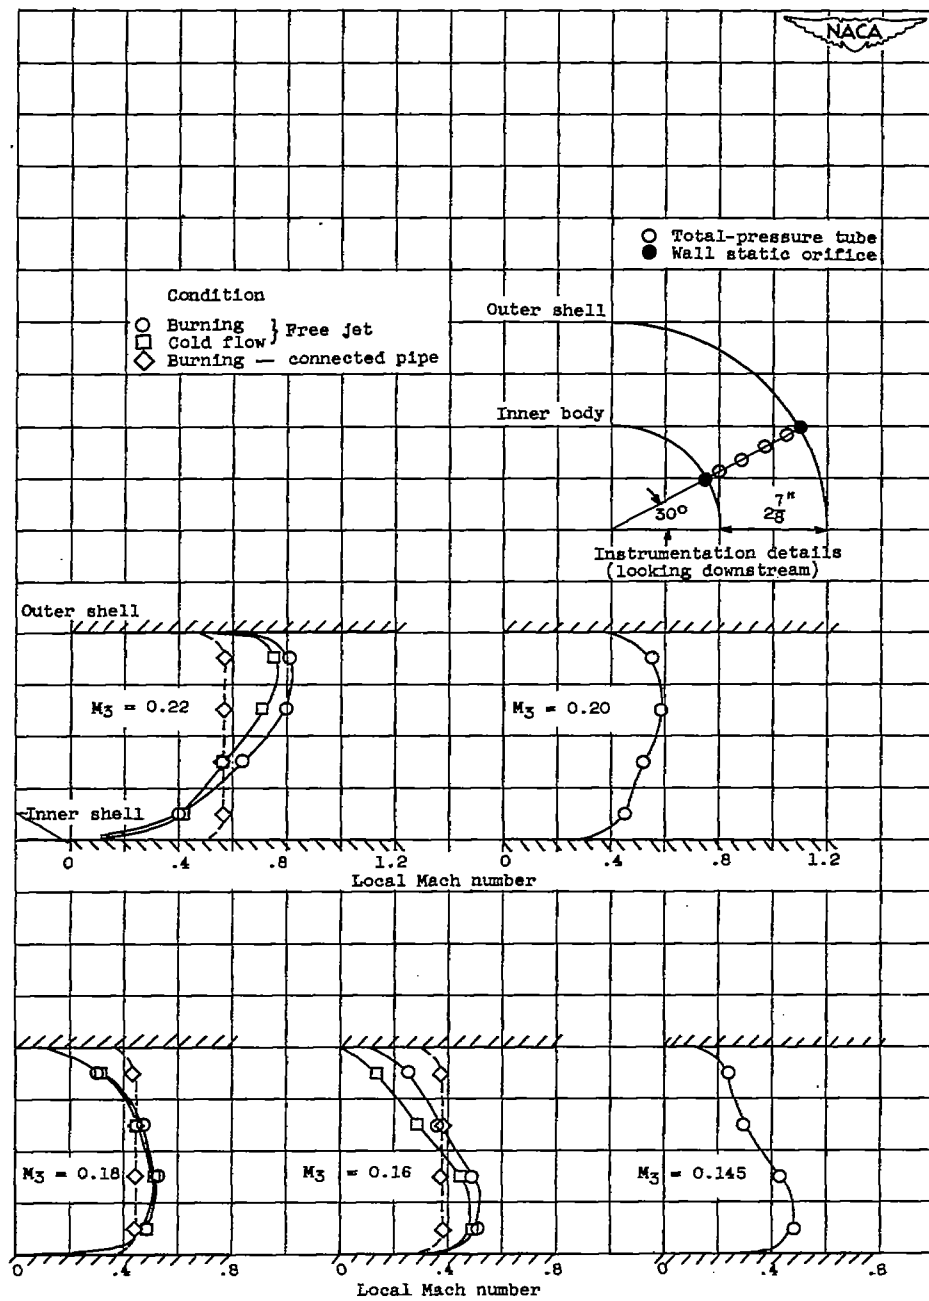 NACA
○ Total-pressure tube
● Wall static orifice
Condition
○ Burning } Free jet
□ Cold flow
◇ Burning — connected pipe
Outer shell
Inner body
30°
2 7/8"
Instrumentation details
(looking downstream)
Outer shell
M3 = 0.22
M3 = 0.20
Inner shell
0 .4 .8 1.2
0 .4 .8 1.2
Local Mach number
M3 = 0.18
M3 = 0.16
M3 = 0.145
0 .4 .8
0 .4 .8
0 .4 .8
Local Mach number